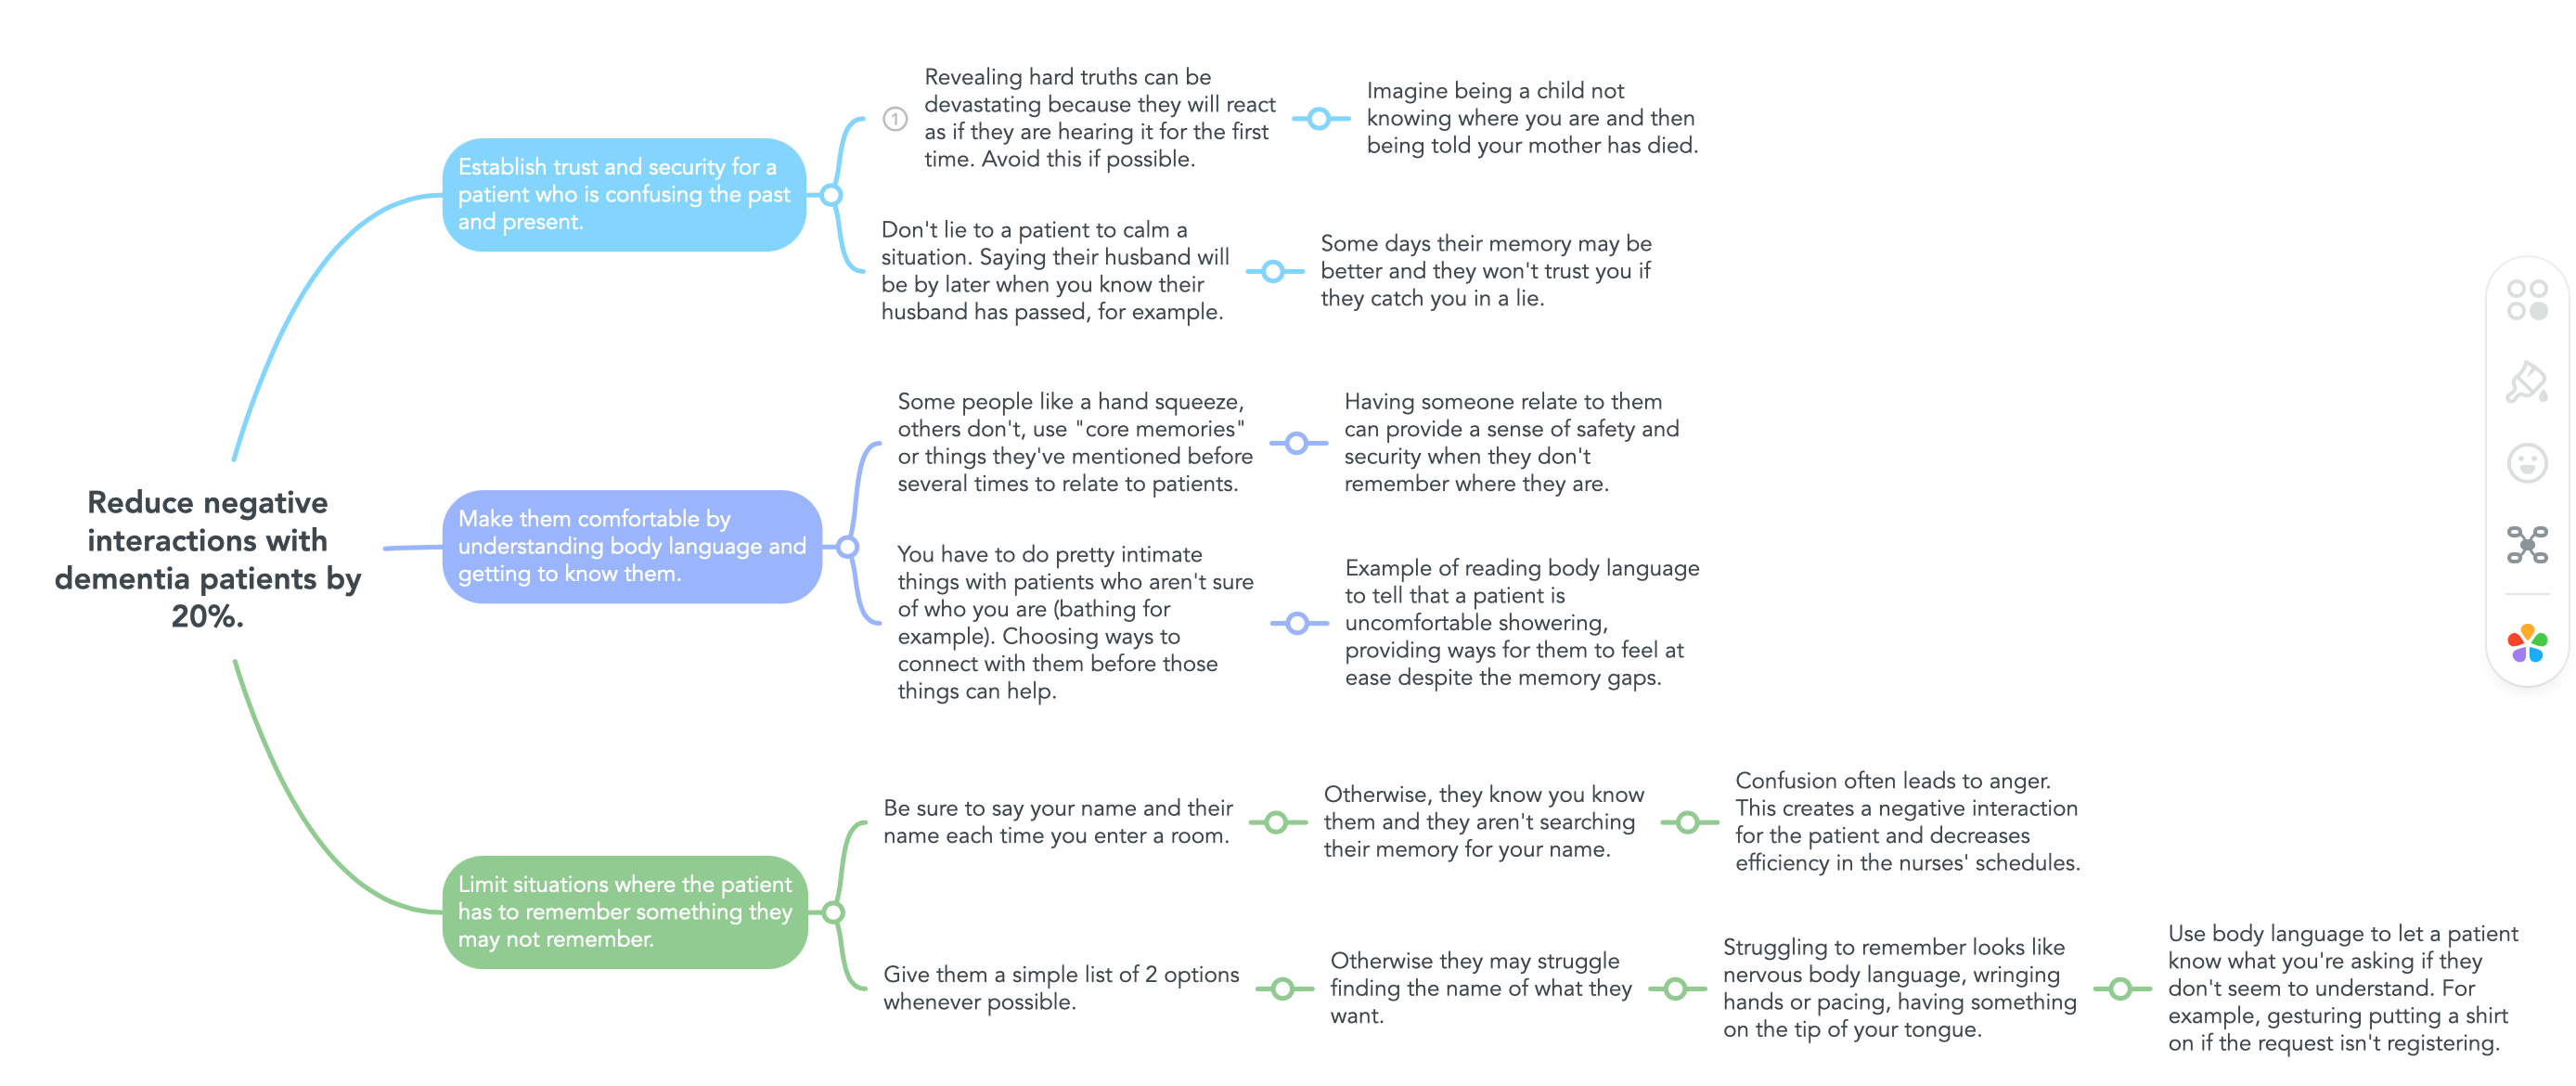 Reduce negative
interactions with
dementia patients by
20%.
Establish trust and security for a
patient who is confusing the past
and present.
1
Revealing hard truths can be
devastating because they will react
as if they are hearing it for the first
time. Avoid this if possible.
Imagine being a child not
knowing where you are and then
being told your mother has died.
Don't lie to a patient to calm a
situation. Saying their husband will
be by later when you know their
husband has passed, for example.
Some days their memory may be
better and they won't trust you if
they catch you in a lie.
Make them comfortable by
understanding body language and
getting to know them.
Some people like a hand squeeze,
others don't, use "core memories"
or things they've mentioned before
several times to relate to patients.
Having someone relate to them
can provide a sense of safety and
security when they don't
remember where they are.
You have to do pretty intimate
things with patients who aren't sure
of who you are (bathing for
example). Choosing ways to
connect with them before those
things can help.
Example of reading body language
to tell that a patient is
uncomfortable showering,
providing ways for them to feel at
ease despite the memory gaps.
Limit situations where the patient
has to remember something they
may not remember.
Be sure to say your name and their
name each time you enter a room.
Otherwise, they know you know
them and they aren't searching
their memory for your name.
Confusion often leads to anger.
This creates a negative interaction
for the patient and decreases
efficiency in the nurses' schedules.
Give them a simple list of 2 options
whenever possible.
Otherwise they may struggle
finding the name of what they
want.
Struggling to remember looks like
nervous body language, wringing
hands or pacing, having something
on the tip of your tongue.
Use body language to let a patient
know what you're asking if they
don't seem to understand. For
example, gesturing putting a shirt
on if the request isn't registering.